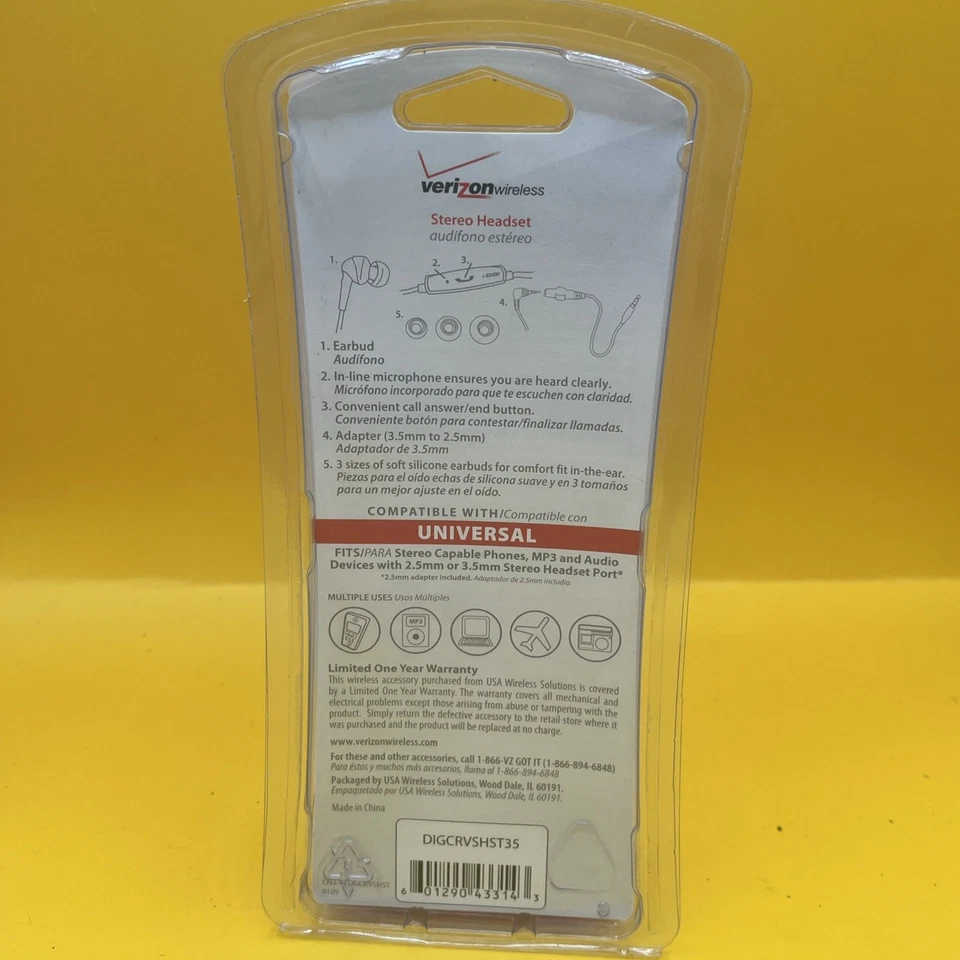 verizonwireless
Stereo Headset
audífono estéreo
1.
2.
3.
4.
5.
1. Earbud
Audífono
2. In-line microphone ensures you are heard clearly.
Micrófono incorporado para que te escuchen con claridad.
3. Convenient call answer/end button.
Conveniente botón para contestar/finalizar llamadas.
4. Adapter (3.5mm to 2.5mm)
Adaptador de 3.5mm
5. 3 sizes of soft silicone earbuds for comfort fit in-the-ear.
Piezas para el oído echas de silicona suave y en 3 tomaños
para un mejor ajuste en el oído.
COMPATIBLE WITH/Compatible con
UNIVERSAL
FITS/PARA Stereo Capable Phones, MP3 and Audio
Devices with 2.5mm or 3.5mm Stereo Headset Port*
*2.5mm adapter included. Adaptador de 2.5mm incluido.
MULTIPLE USES Usos Múltiples
MP3
Limited One Year Warranty
This wireless accessory purchased from USA Wireless Solutions is covered
by a Limited One Year Warranty. The warranty covers all mechanical and
electrical problems except those arising from abuse or tampering with the
product. Simply return the defective accessory to the retail store where it
was purchased and the product will be replaced at no charge.
www.verizonwireless.com
For these and other accessories, call 1-866-VZ GOT IT (1-866-894-6848)
Para éstos y muchos más accesorios, llama al 1-866-894-6848
Packaged by USA Wireless Solutions, Wood Dale, IL 60191.
Empaquetado por USA Wireless Solutions, Wood Dale, IL 60191.
Made in China
DIGCRVSHST35
6 01290 43314 3